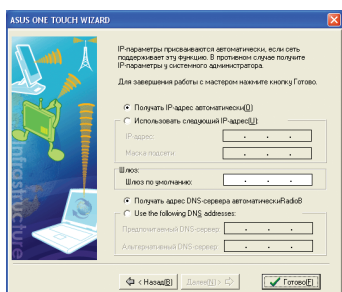 ASUS ONE TOUCH WIZARD
IP-параметры присваиваются автоматически, если сеть
поддерживает эту функцию. В противном случае получите
IP-параметры у системного администратора.
Для завершения работы с мастером нажмите кнопку Готово.
Получать IP-адрес автоматически(O)
Использовать следующий IP-адрес(U):
IP-адрес:
Маска подсети:
Шлюз:
Шлюз по умолчанию:
Получать адрес DNS-сервера автоматическиRadioB
Use the following DNS addresses:
Предпочитаемый DNS-сервер:
Альтернативный DNS-сервер:
< Назад(B)
Далее(N) >
Готово(F)
Infrastructure